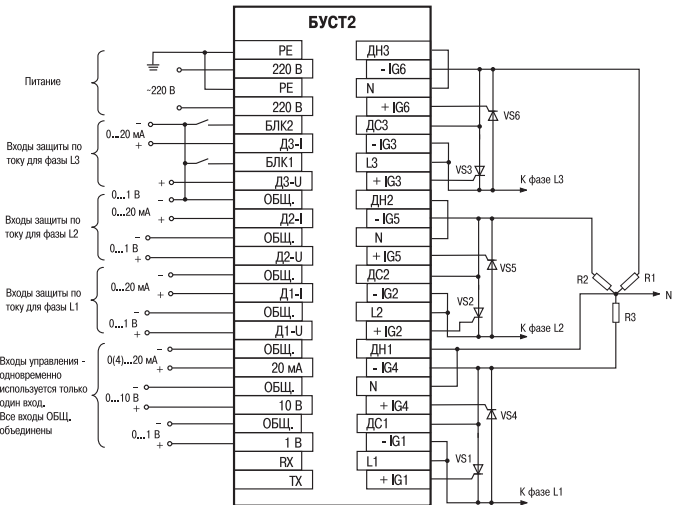 БУСТ2
PE
220 В
PE
220 В
БЛК2
Д3-I
БЛК1
Д3-U
ОБЩ.
Д2-I
ОБЩ.
Д2-U
ОБЩ.
Д1-I
ОБЩ.
Д1-U
ОБЩ.
20 мА
ОБЩ.
10 В
ОБЩ.
1 В
RX
TX
ДН3
- IG6
N
+ IG6
ДС3
- IG3
L3
+ IG3
ДН2
- IG5
N
+ IG5
ДС2
- IG2
L2
+ IG2
ДН1
- IG4
N
+ IG4
ДС1
- IG1
L1
+ IG1
Питание
~220 В
Входы защиты по
току для фазы L3
–
0...20 мА
+
+
0...1 В
–
Входы защиты по
току для фазы L2
0...20 мА
+
–
0...1 В
+
Входы защиты по
току для фазы L1
–
0...20 мА
+
–
0...1 В
+
Входы управления -
одновременно
используется только
один вход.
Все входы ОБЩ.
объединены
–
0(4)...20 мА
+
–
0...10 В
+
–
0...1 В
+
VS6
VS3
К фазе L3
VS5
VS2
К фазе L2
R2
R1
N
R3
VS4
VS1
К фазе L1